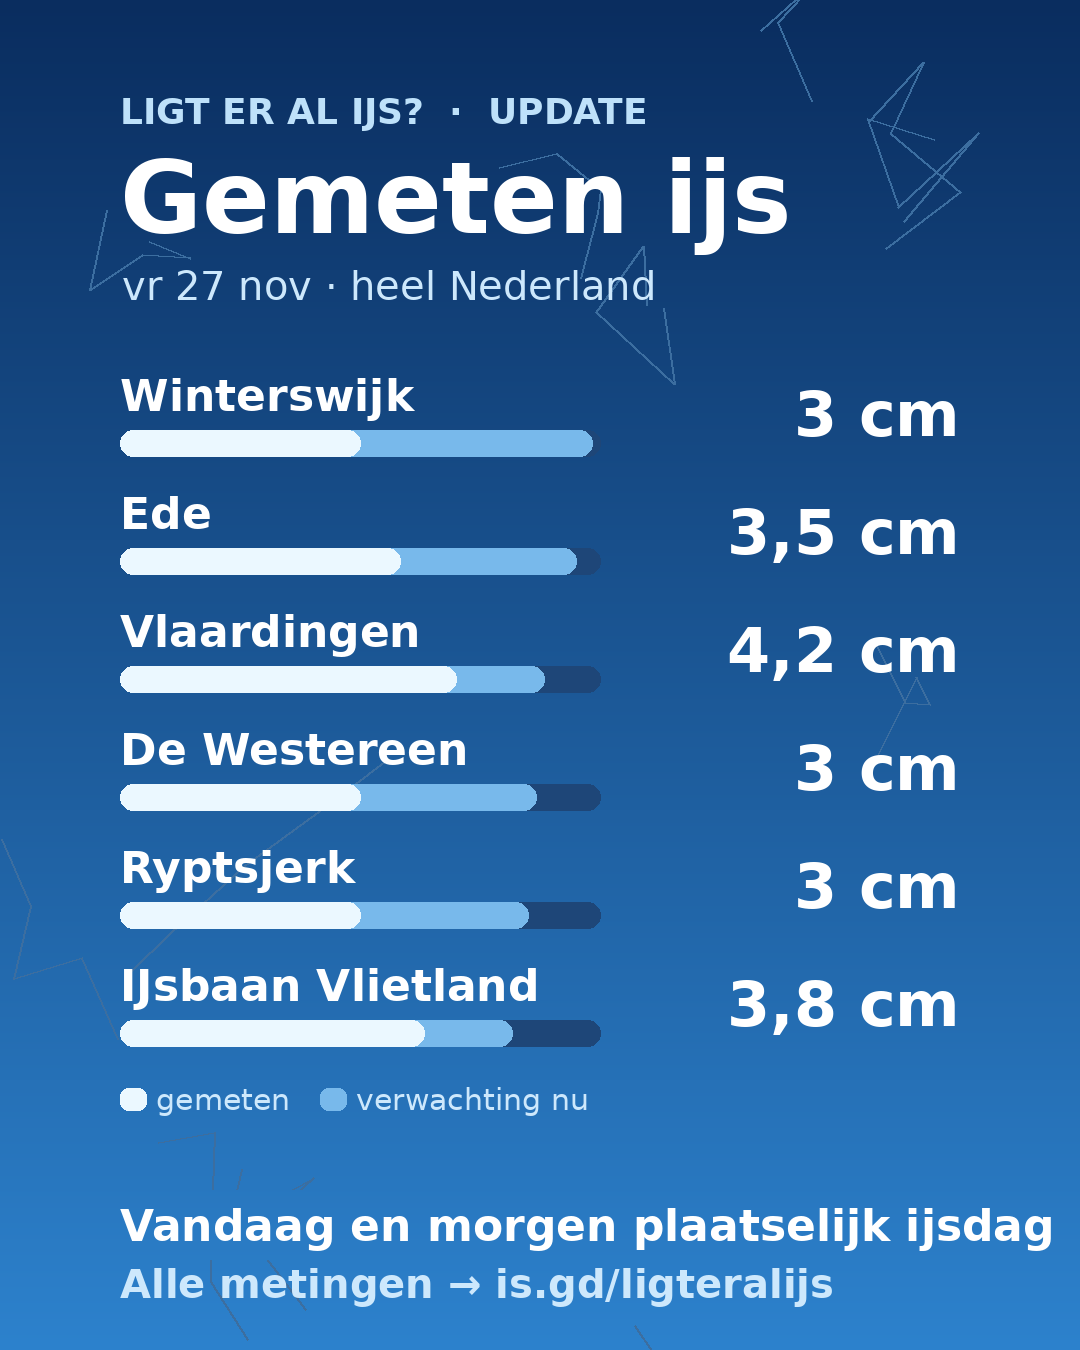 LIGT ER AL IJS? · UPDATE
Gemeten ijs
vr 27 nov · heel Nederland
Winterswijk
3 cm
Ede
3,5 cm
Vlaardingen
4,2 cm
De Westereen
3 cm
Ryptsjerk
3 cm
IJsbaan Vlietland
3,8 cm
gemeten verwachting nu
Vandaag en morgen plaatselijk ijsdag
Alle metingen → is.gd/ligteralijs